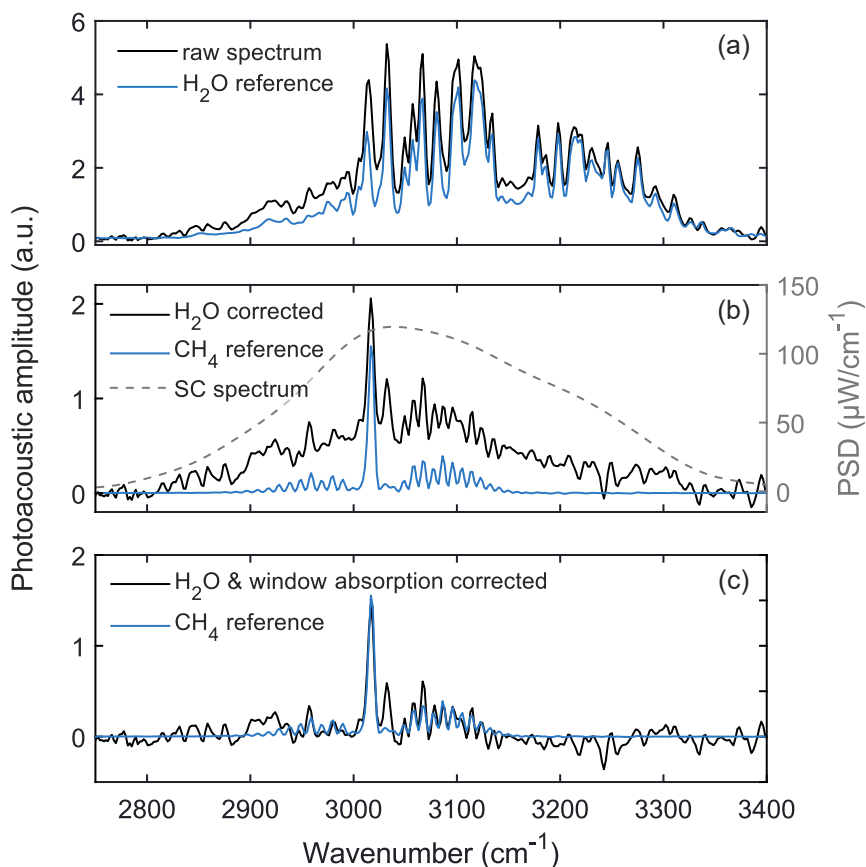 6
4
2
0
raw spectrum
H₂O reference
(a)
2
1
0
H₂O corrected
CH₄ reference
SC spectrum
(b)
150
100
50
0
PSD (µW/cm⁻¹)
Photoacoustic amplitude (a.u.)
2
1
0
H₂O & window absorption corrected
CH₄ reference
(c)
2800 2900 3000 3100 3200 3300 3400
Wavenumber (cm⁻¹)